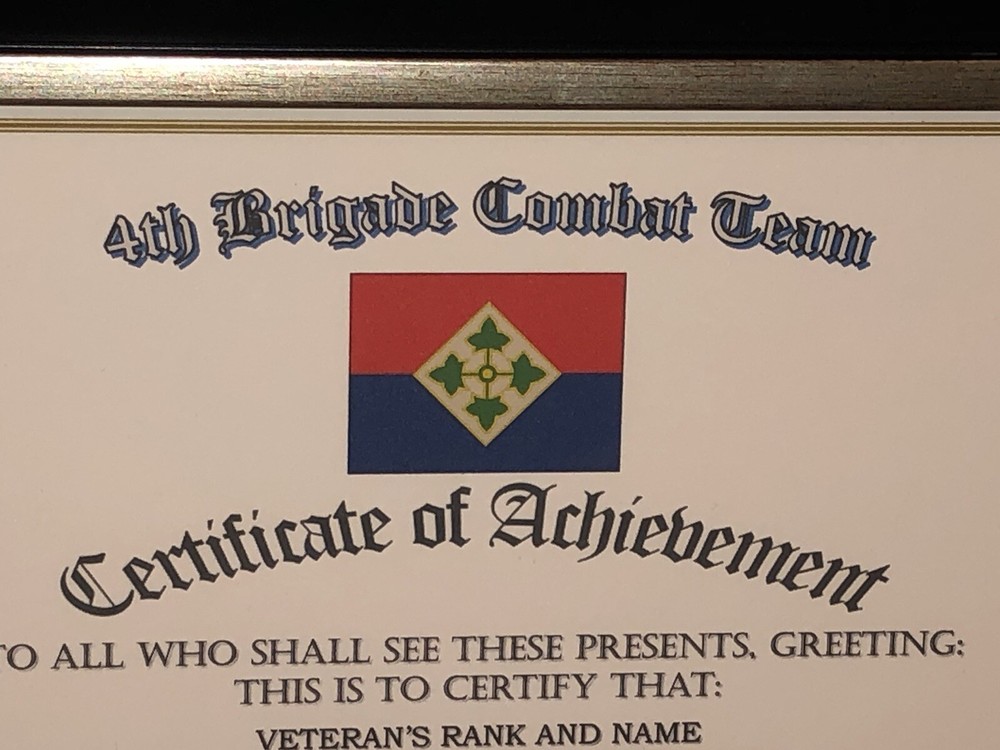 4th Brigade Combat Team
Certificate of Achievement
TO ALL WHO SHALL SEE THESE PRESENTS, GREETING:
THIS IS TO CERTIFY THAT:
VETERAN'S RANK AND NAME